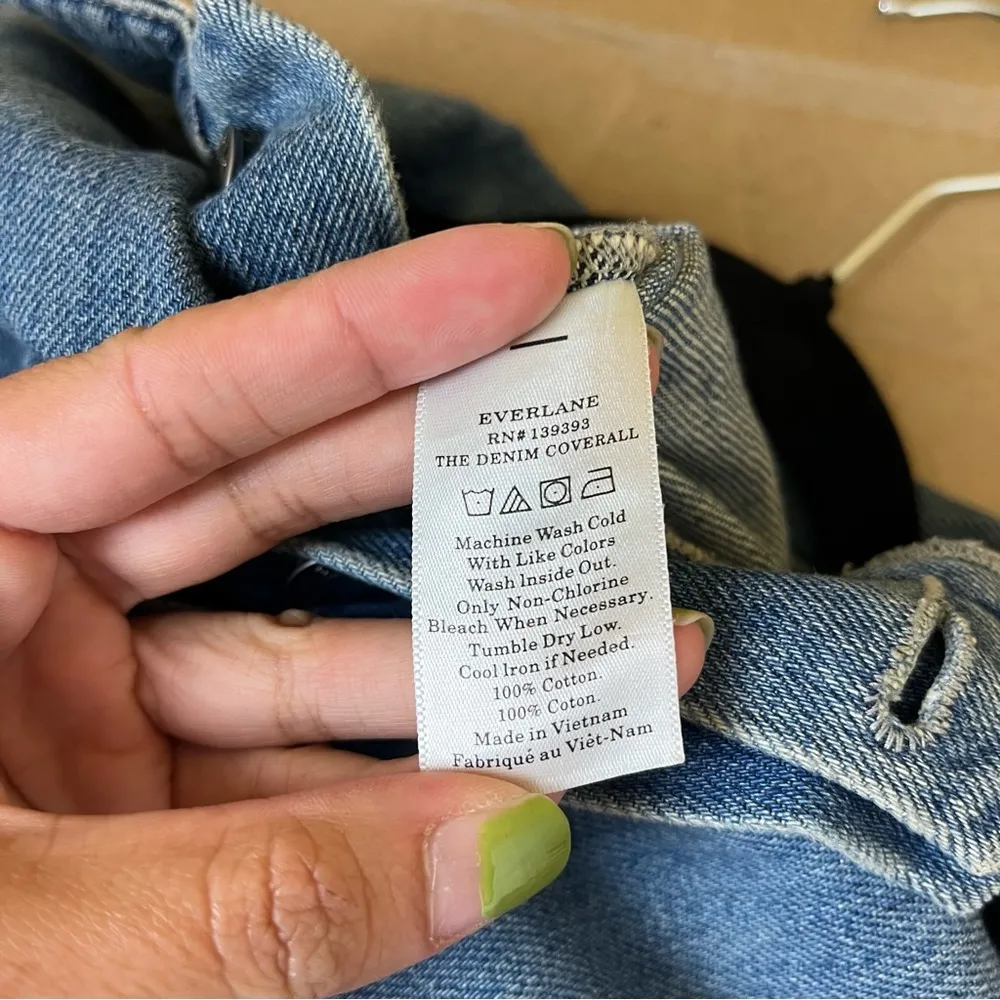 EVERLANE
RN# 139393
THE DENIM COVERALL
Machine Wash Cold
With Like Colors
Wash Inside Out.
Only Non-Chlorine
Bleach When Necessary.
Tumble Dry Low.
Cool Iron if Needed.
100% Cotton.
100% Coton.
Made in Vietnam
Fabriqué au Việt-Nam